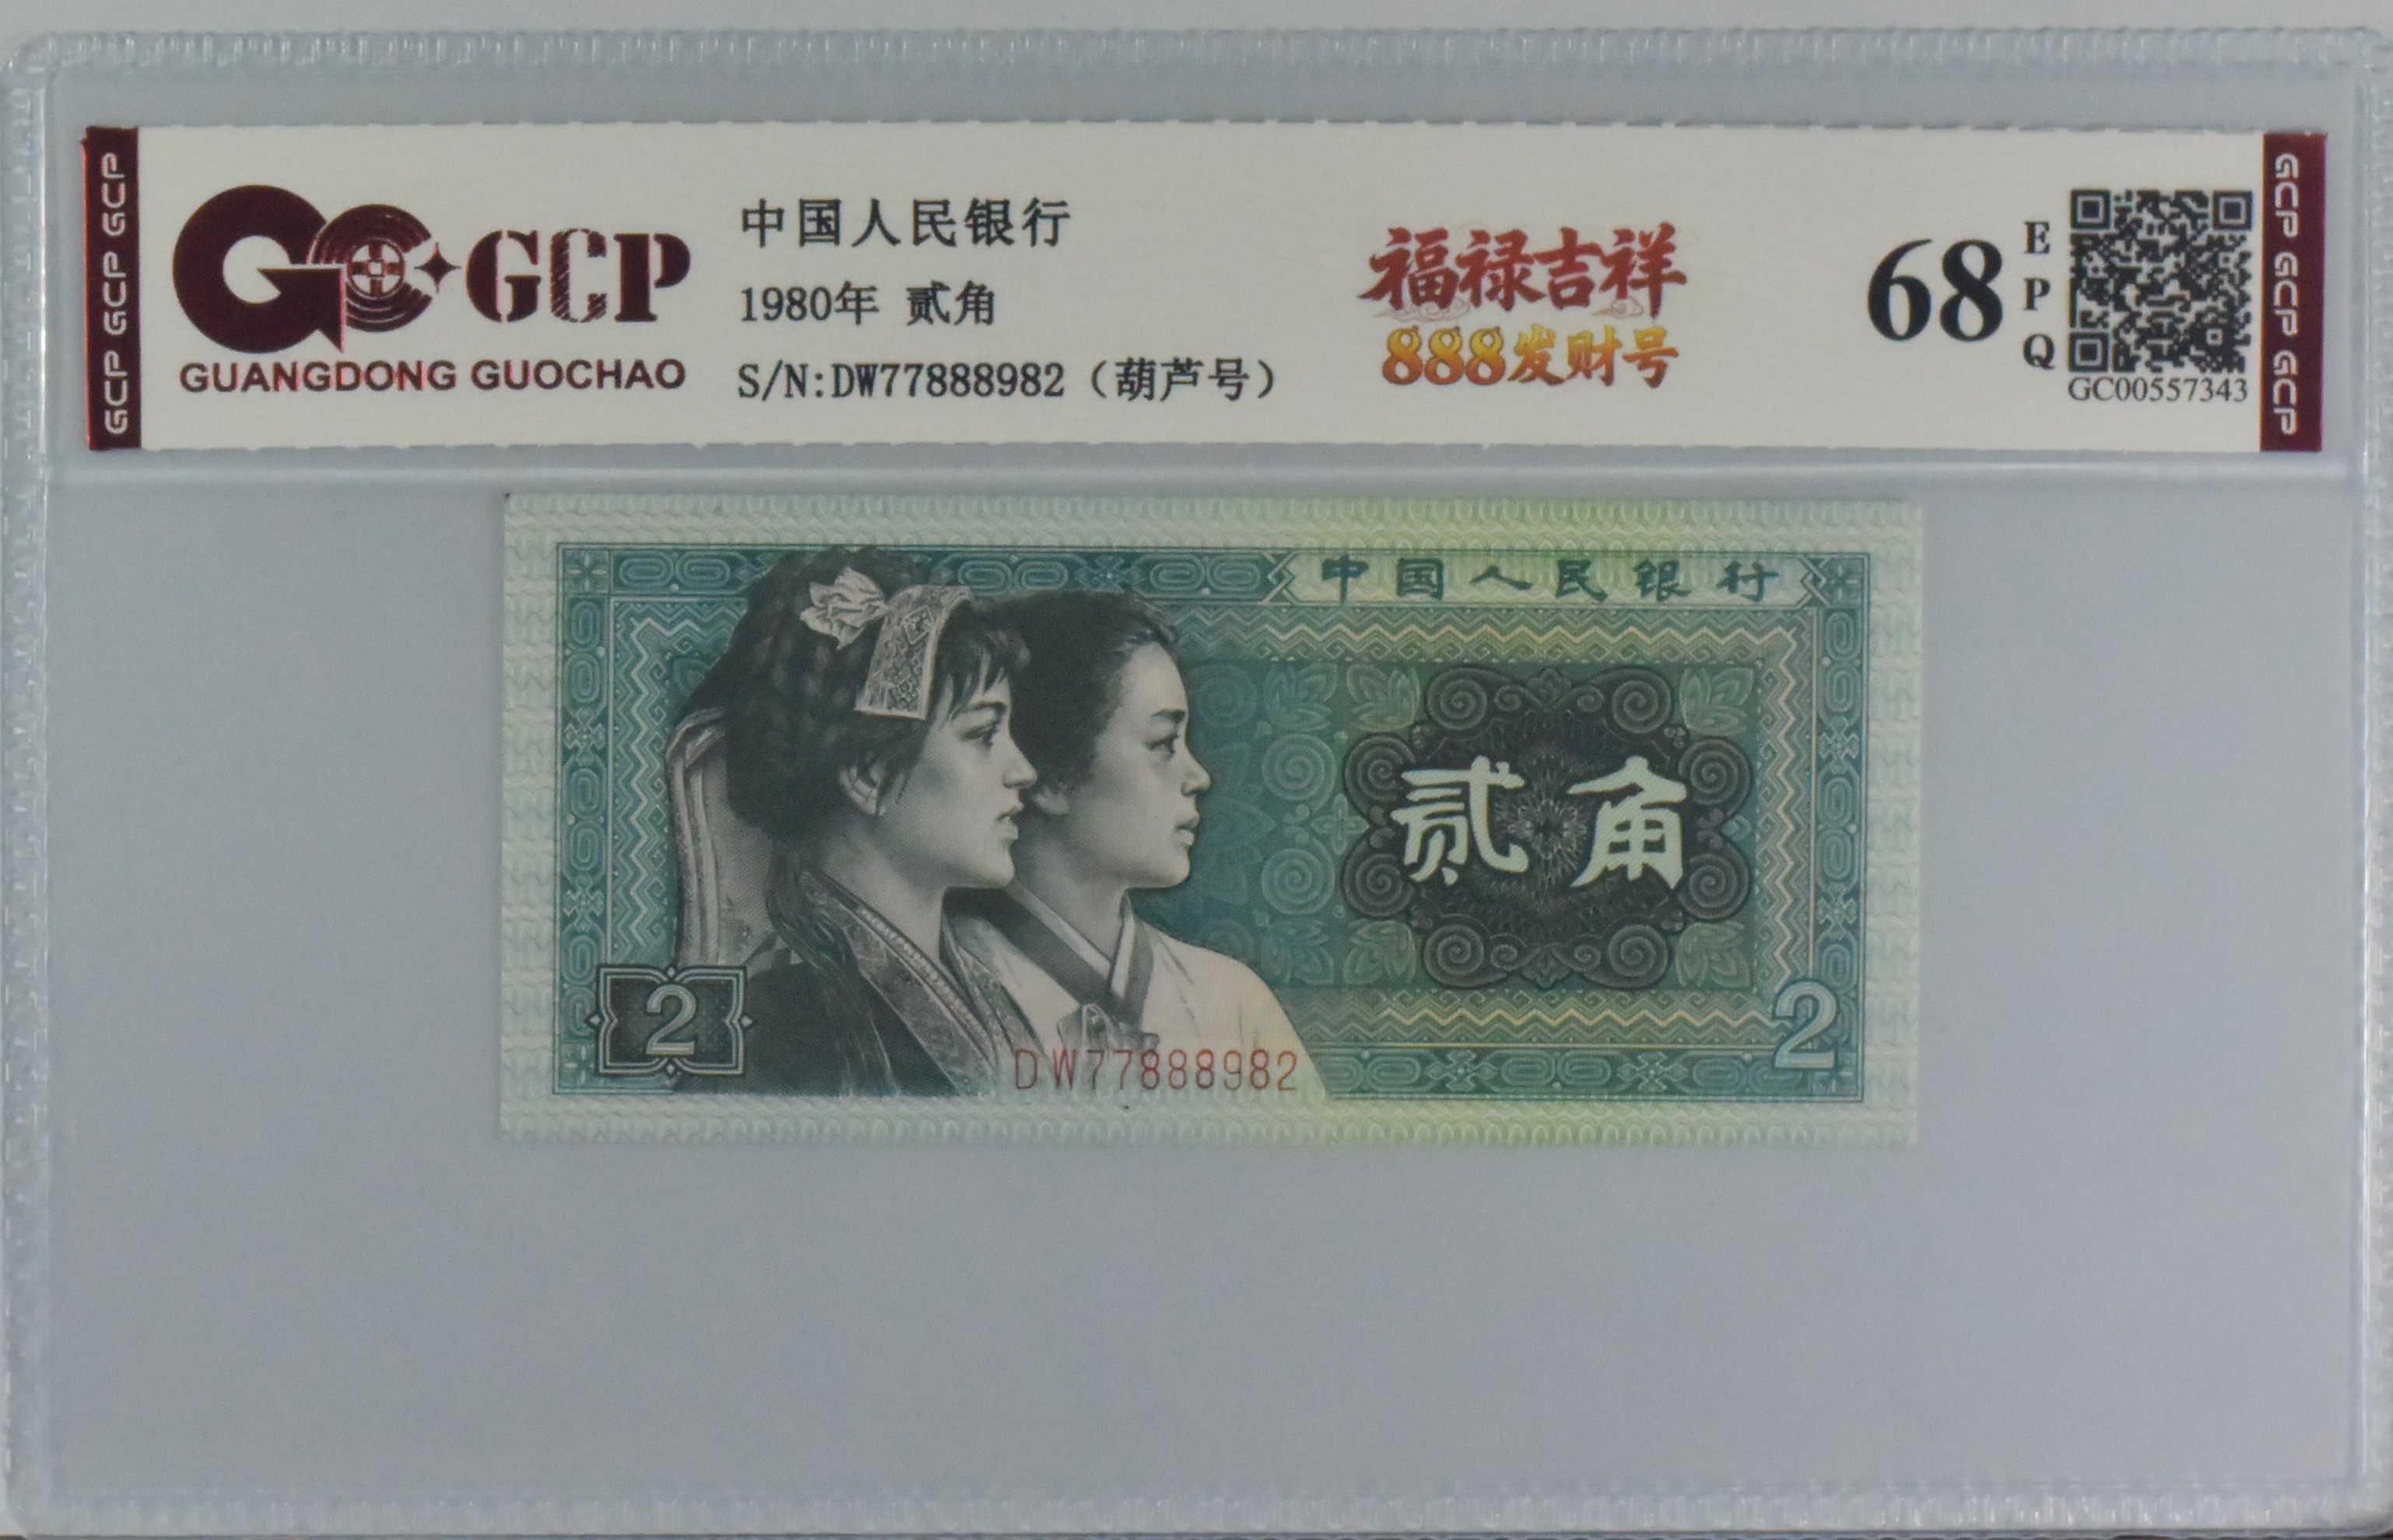 GCP GCP GCP
GCP
GUANGDONG GUOCHAO
中国人民银行
1980年 贰角
S/N:DW77888982（葫芦号）
福禄吉祥
888发财号
68
E
P
Q
GC00557343
GCP GCP GCP
中国人民银行
贰角
2
2
DW77888982